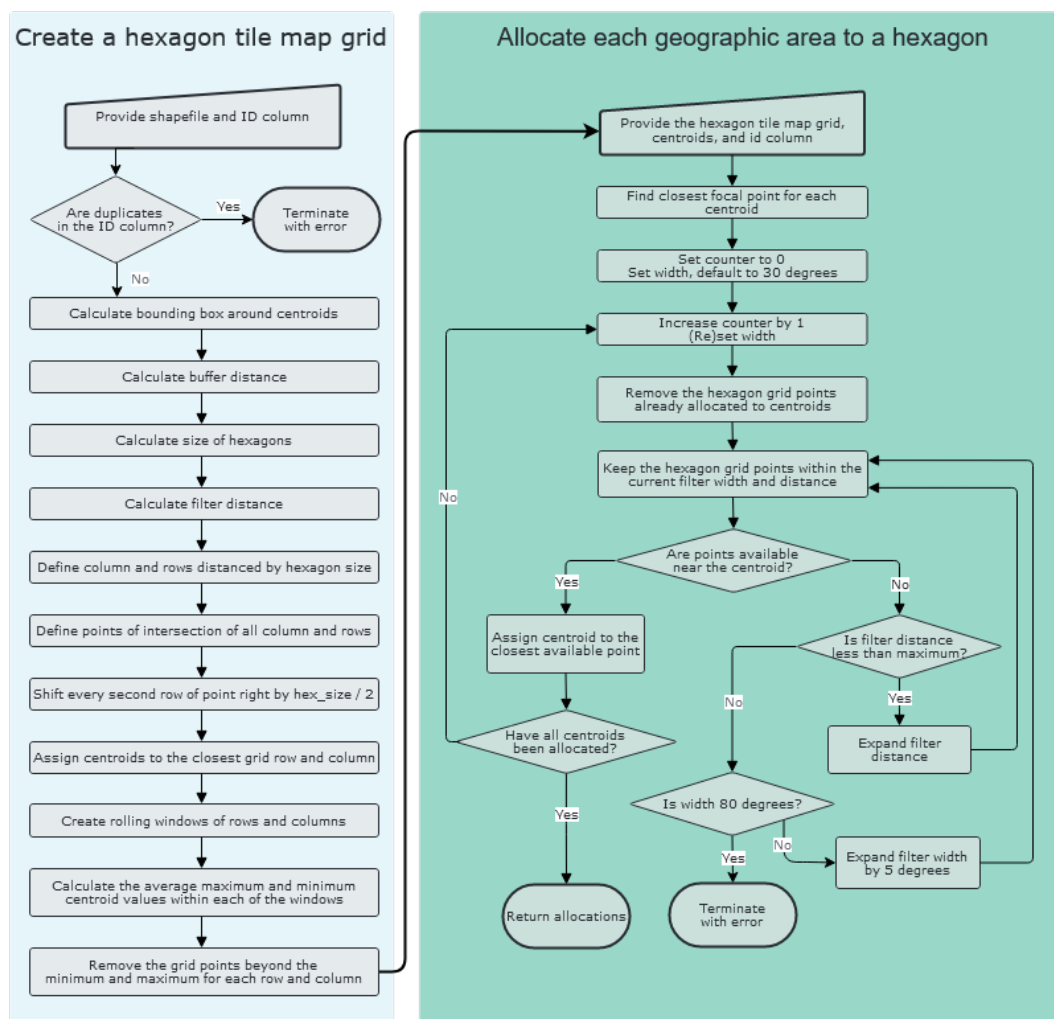 Create a hexagon tile map grid
Provide shapefile and ID column
Are duplicates
in the ID column?
Yes
Terminate
with error
No
Calculate bounding box around centroids
Calculate buffer distance
Calculate size of hexagons
Calculate filter distance
Define column and rows distanced by hexagon size
Define points of intersection of all column and rows
Shift every second row of point right by hex_size / 2
Assign centroids to the closest grid row and column
Create rolling windows of rows and columns
Calculate the average maximum and minimum
centroid values within each of the windows
Remove the grid points beyond the
minimum and maximum for each row and column
Allocate each geographic area to a hexagon
Provide the hexagon tile map grid,
centroids, and id column
Find closest focal point for each
centroid
Set counter to 0
Set width, default to 30 degrees
Increase counter by 1
(Re)set width
Remove the hexagon grid points
already allocated to centroids
Keep the hexagon grid points within the
current filter width and distance
No
Are points available
near the centroid?
Yes
No
Assign centroid to the
closest available point
Is filter distance
less than maximum?
No
Yes
Have all centroids
been allocated?
Expand filter
distance
Is width 80 degrees?
Yes
No
Yes
Expand filter width
by 5 degrees
Return allocations
Terminate
with error